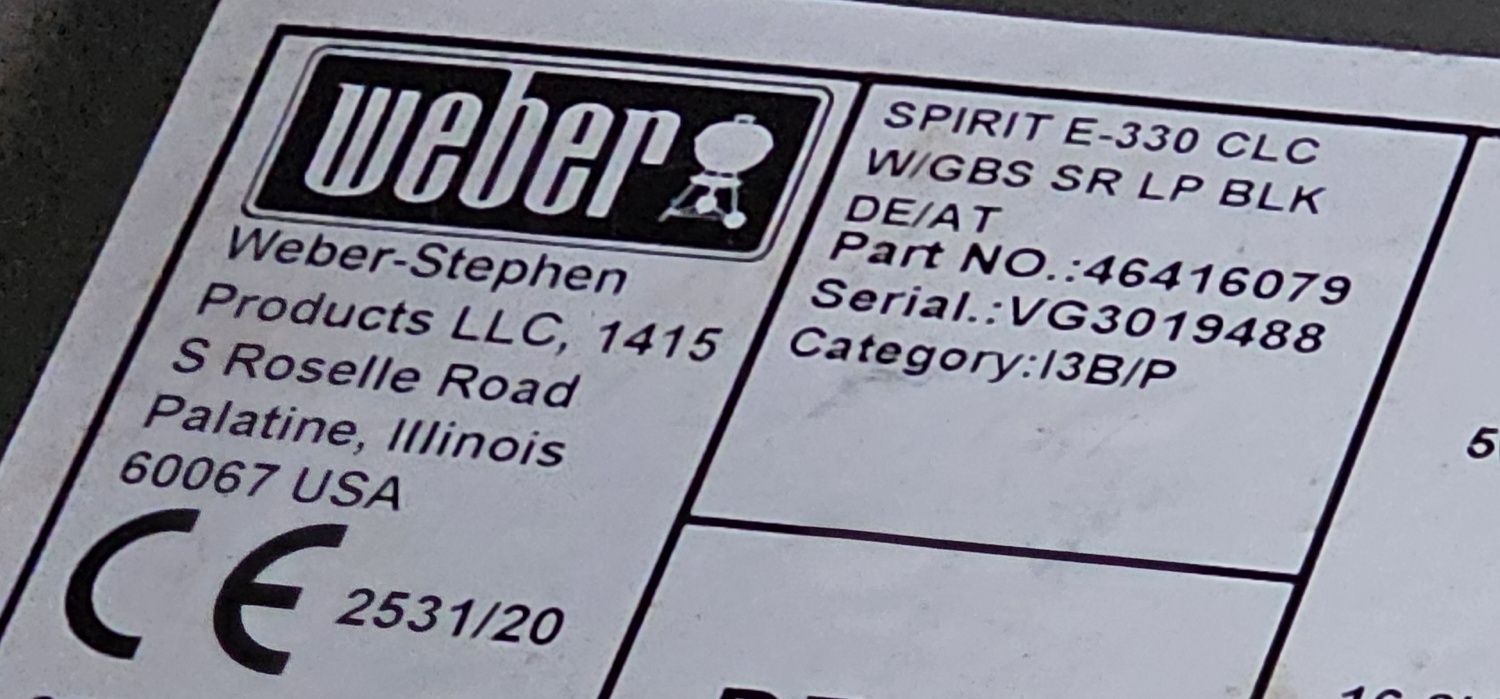 weber
Weber-Stephen
Products LLC, 1415
S Roselle Road
Palatine, Illinois
60067 USA
CE 2531/20
SPIRIT E-330 CLC
W/GBS SR LP BLK
DE/AT
Part NO.:46416079
Serial.:VG3019488
Category:I3B/P